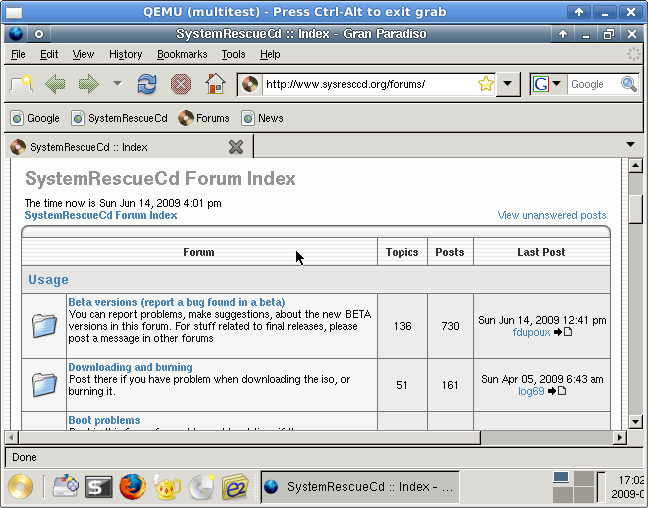 QEMU (multitest) - Press Ctrl-Alt to exit grab
SystemRescueCd :: Index - Gran Paradiso
File Edit View History Bookmarks Tools Help
http://www.sysresccd.org/forums/ G Google
Google SystemRescueCd Forums News
SystemRescueCd :: Index
SystemRescueCd Forum Index
The time now is Sun Jun 14, 2009 4:01 pm
SystemRescueCd Forum Index View unanswered posts
Forum Topics Posts Last Post
Usage
Beta versions (report a bug found in a beta)
You can report problems, make suggestions, about the new BETA
versions in this forum. For stuff related to final releases, please
post a message in other forums
136 730
Sun Jun 14, 2009 12:41 pm
fdupoux
Downloading and burning
Post there if you have problem when downloading the iso, or
burning it.
51 161
Sun Apr 05, 2009 6:43 am
log69
Boot problems
Done
SystemRescueCd :: Index - ...
17:02
2009-0